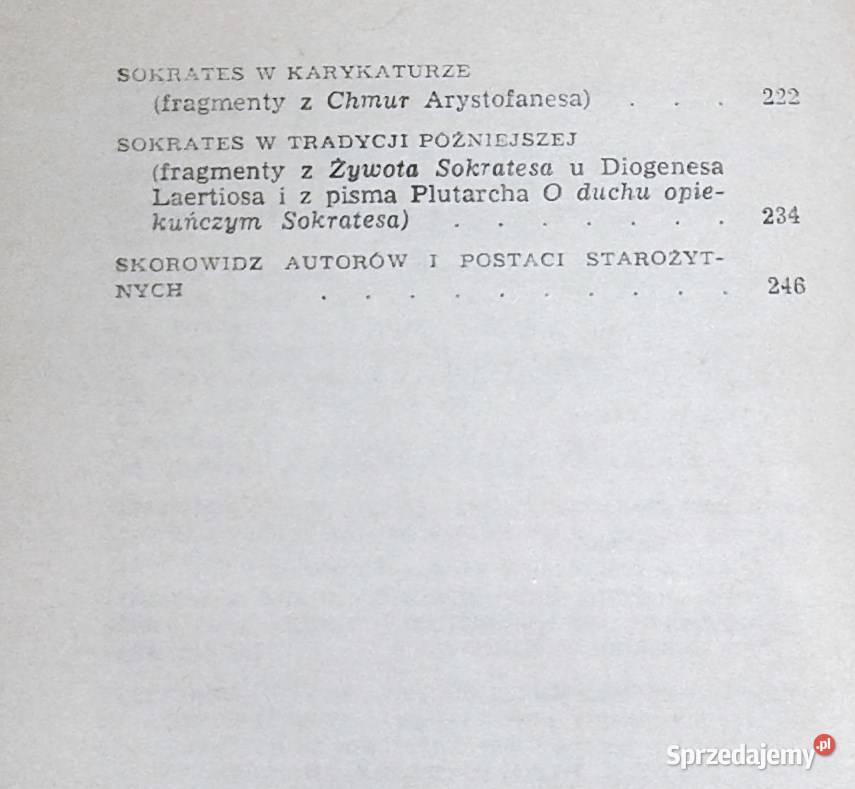 SOKRATES W KARYKATURZE
(fragmenty z Chmur Arystofanesa) . . . 222
SOKRATES W TRADYCJI PÓŹNIEJSZEJ
(fragmenty z Żywota Sokratesa u Diogenesa
Laertiosa i z pisma Plutarcha O duchu opie-
kuńczym Sokratesa) . . . . . . . 234
SKOROWIDZ AUTORÓW I POSTACI STAROŻYT-
NYCH . . . . . . . . . . 246
Sprzedajemy.pl